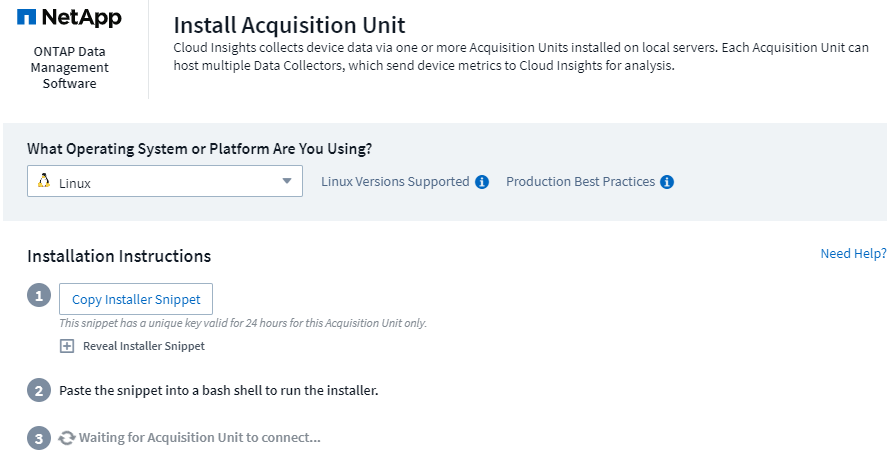 NetApp
ONTAP Data
Management
Software
Install Acquisition Unit
Cloud Insights collects device data via one or more Acquisition Units installed on local servers. Each Acquisition Unit can
host multiple Data Collectors, which send device metrics to Cloud Insights for analysis.
What Operating System or Platform Are You Using?
Linux
Linux Versions Supported
Production Best Practices
Installation Instructions
Need Help?
1
Copy Installer Snippet
This snippet has a unique key valid for 24 hours for this Acquisition Unit only.
Reveal Installer Snippet
2
Paste the snippet into a bash shell to run the installer.
3
Waiting for Acquisition Unit to connect...